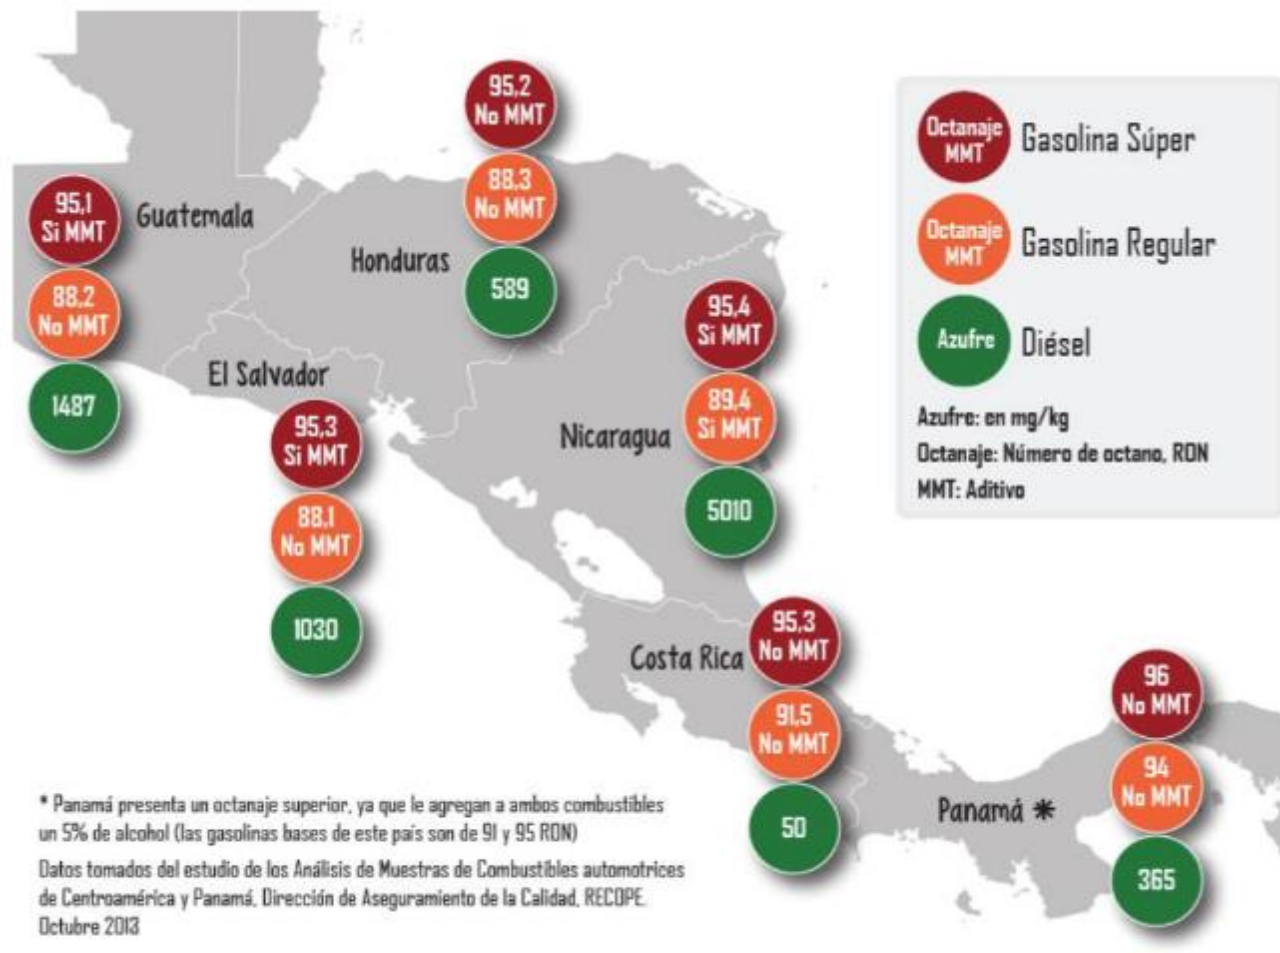 95,2
No MMT
88,3
No MMT
589
Honduras
95,1
Si MMT
88,2
No MMT
1487
Guatemala
El Salvador
95,3
Si MMT
88,1
No MMT
1030
95,4
Si MMT
89,4
Si MMT
5010
Nicaragua
Costa Rica
95,3
No MMT
91,5
No MMT
50
Panamá *
96
No MMT
94
No MMT
365
Octanaje
MMT
Gasolina Súper
Octanaje
MMT
Gasolina Regular
Azufre
Diésel
Azufre: en mg/kg
Octanaje: Número de octano, RON
MMT: Aditivo
* Panamá presenta un octanaje superior, ya que le agregan a ambos combustibles
un 5% de alcohol (las gasolinas bases de este país son de 91 y 95 RON)
Datos tomados del estudio de los Análisis de Muestras de Combustibles automotrices
de Centroamérica y Panamá, Dirección de Aseguramiento de la Calidad, RECOPE.
Octubre 2013